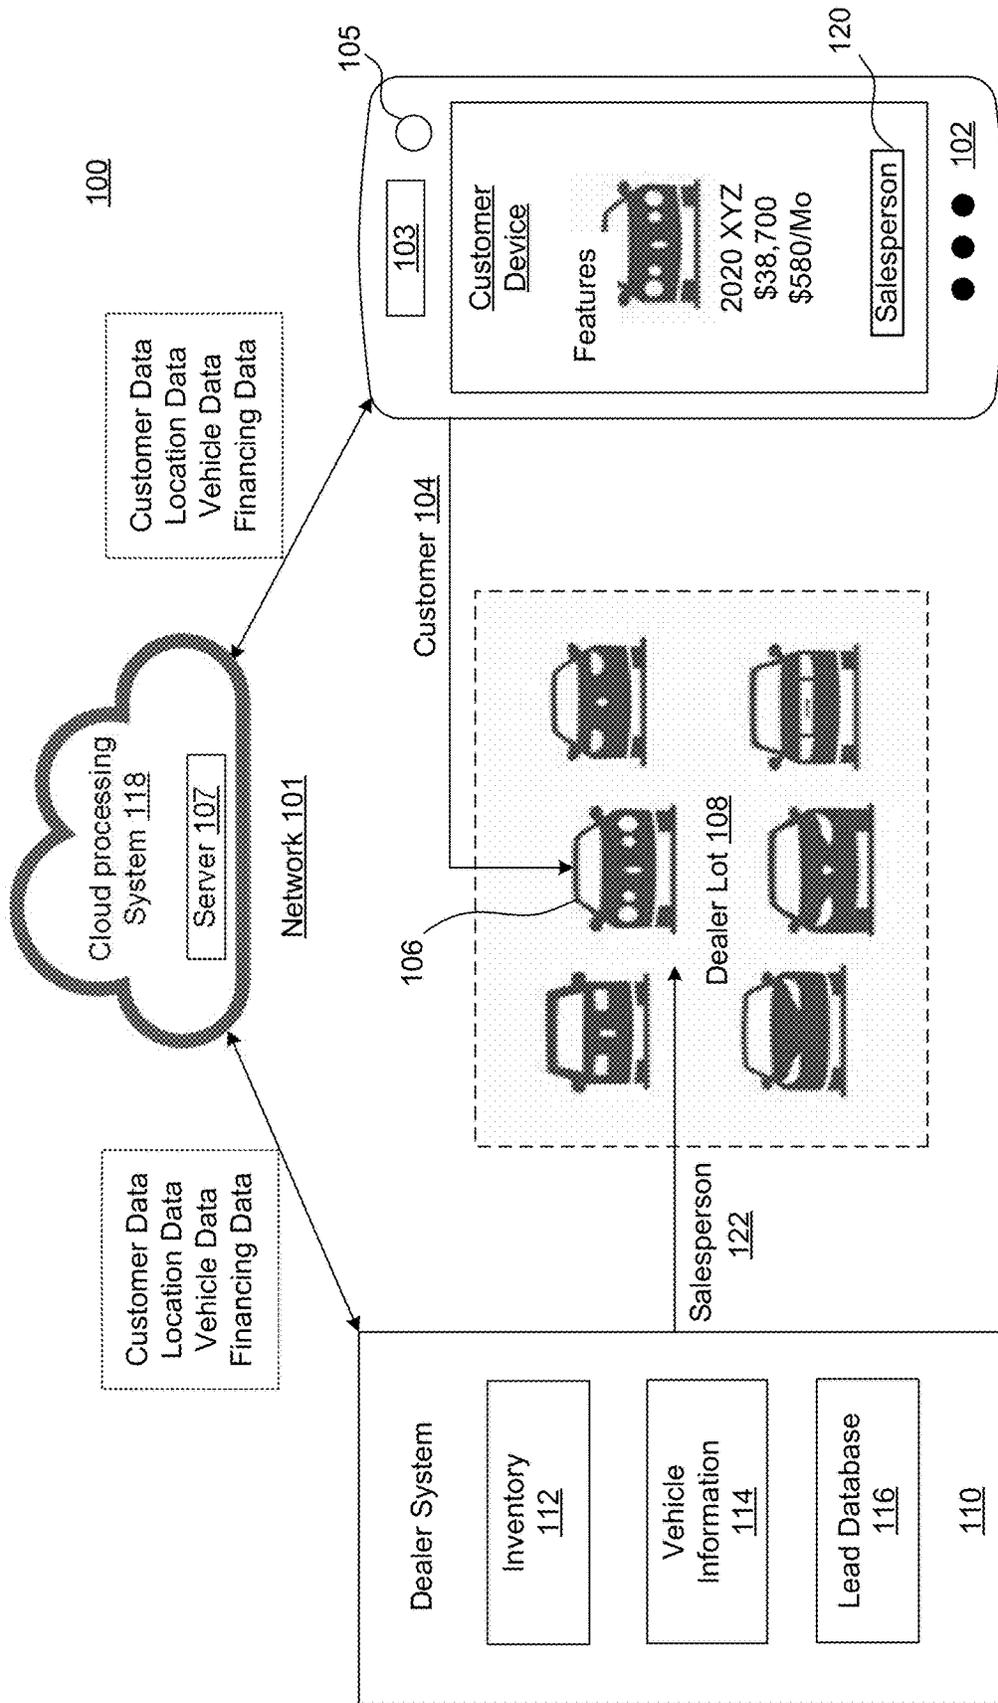 100
Cloud processing
System 118
Server 107
Network 101
Customer Data
Location Data
Vehicle Data
Financing Data
Customer Data
Location Data
Vehicle Data
Financing Data
Dealer System
Inventory
112
Vehicle
Information
114
Lead Database
116
110
Salesperson
122
106
Dealer Lot 108
Customer 104
105
103
Customer
Device
Features
2020 XYZ
$38,700
$580/Mo
Salesperson
120
102